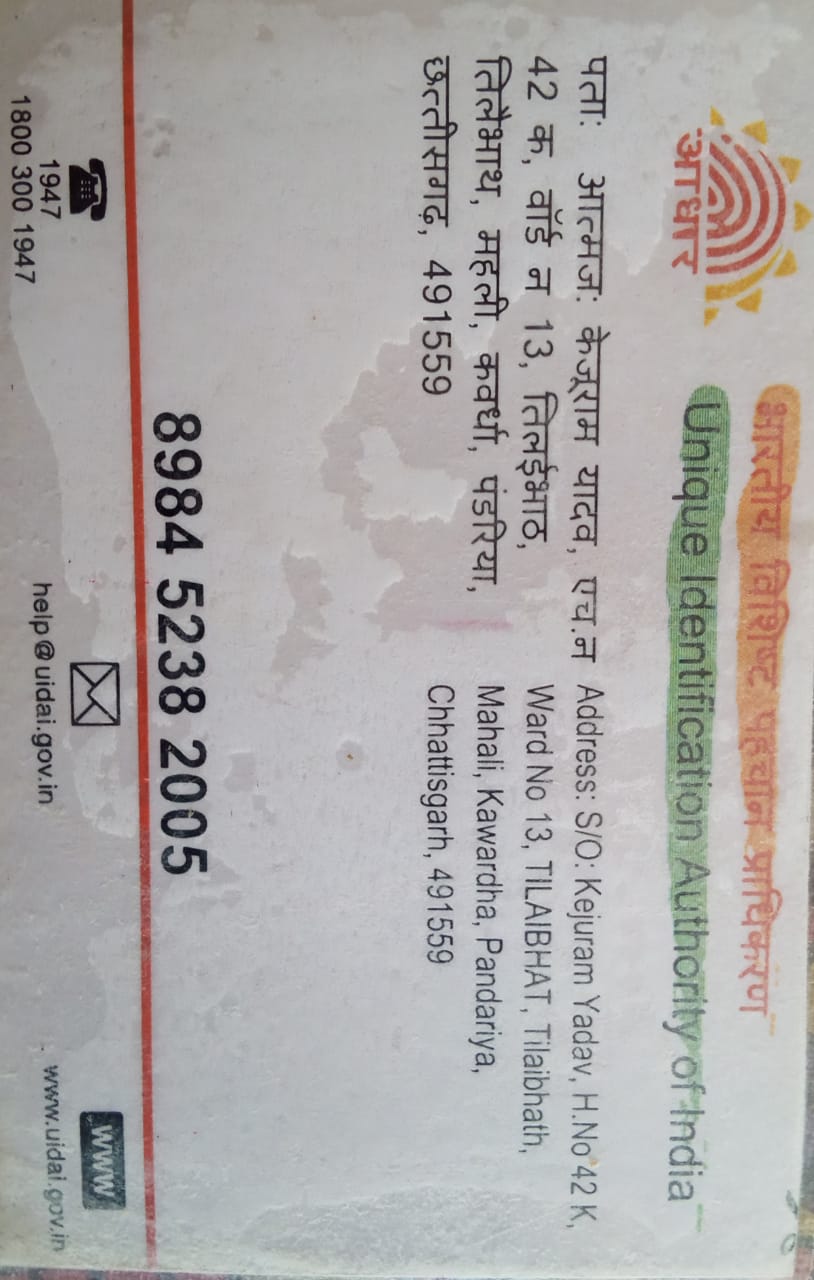 आधार
भारतीय विशिष्ट पहचान प्राधिकरण
Unique Identification Authority of India
पता: आत्मज: केजूराम यादव, एच.न
42 क, वॉर्ड न 13, तिलईभाठ,
तिलैभाथ, महली, कवर्धा, पंडरिया,
छत्तीसगढ़, 491559
Address: S/O: Kejuram Yadav, H.No 42 K,
Ward No 13, TILAIBHAT, Tilaibhath,
Mahali, Kawardha, Pandariya,
Chhattisgarh, 491559
8984 5238 2005
1947
1800 300 1947
help@uidai.gov.in
www
www.uidai.gov.in